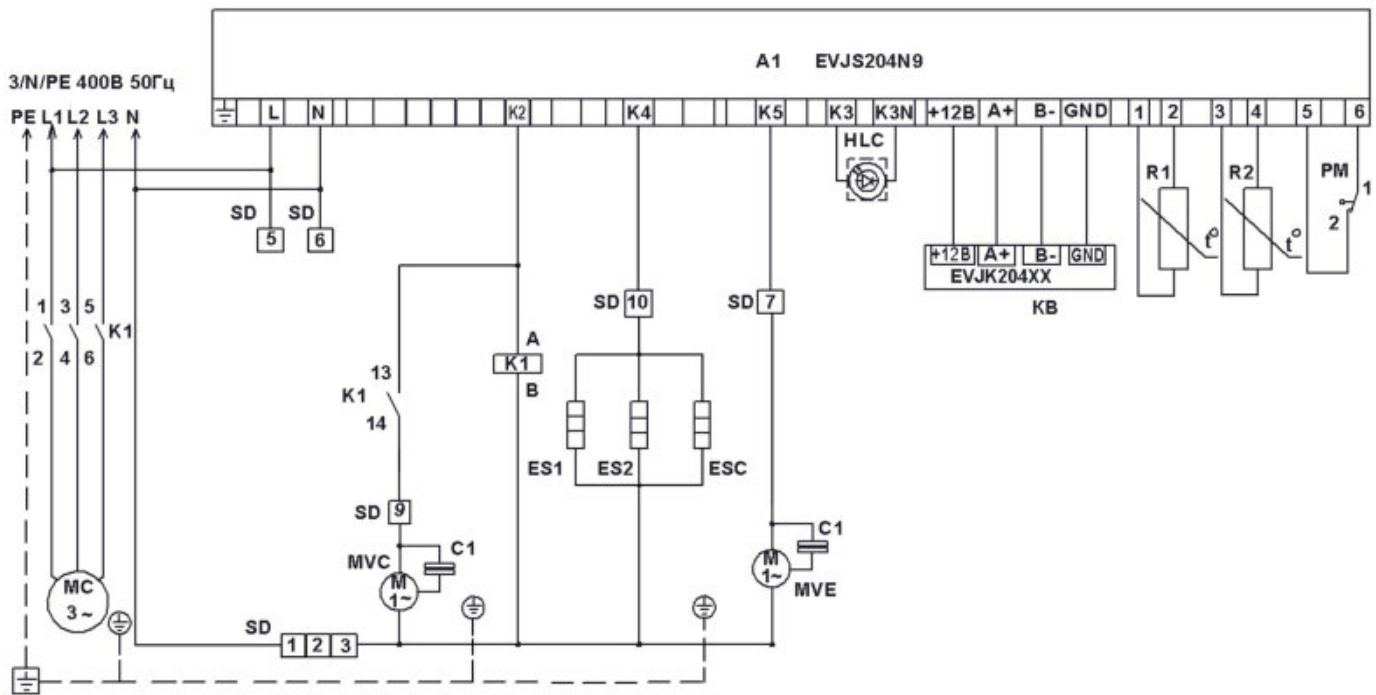 A1 EVJS204N9
3/N/PE 400В 50Гц
PE L1 L2 L3 N
L N K2 K4 K5 K3 K3N +12В A+ B- GND 1 2 3 4 5 6
HLC
R1 R2 PM
1
2
t°
t°
SD SD
5 6
+12В A+ B- GND
EVJK204XX
КВ
1 3 5
K1
2 4 6
SD 10 SD 7
A
K1
B
13
K1
14
ES1 ES2 ESC
SD 9
C1
MVC
M
1~
C1
M
1~
MVE
MC
3~
SD
1 2 3